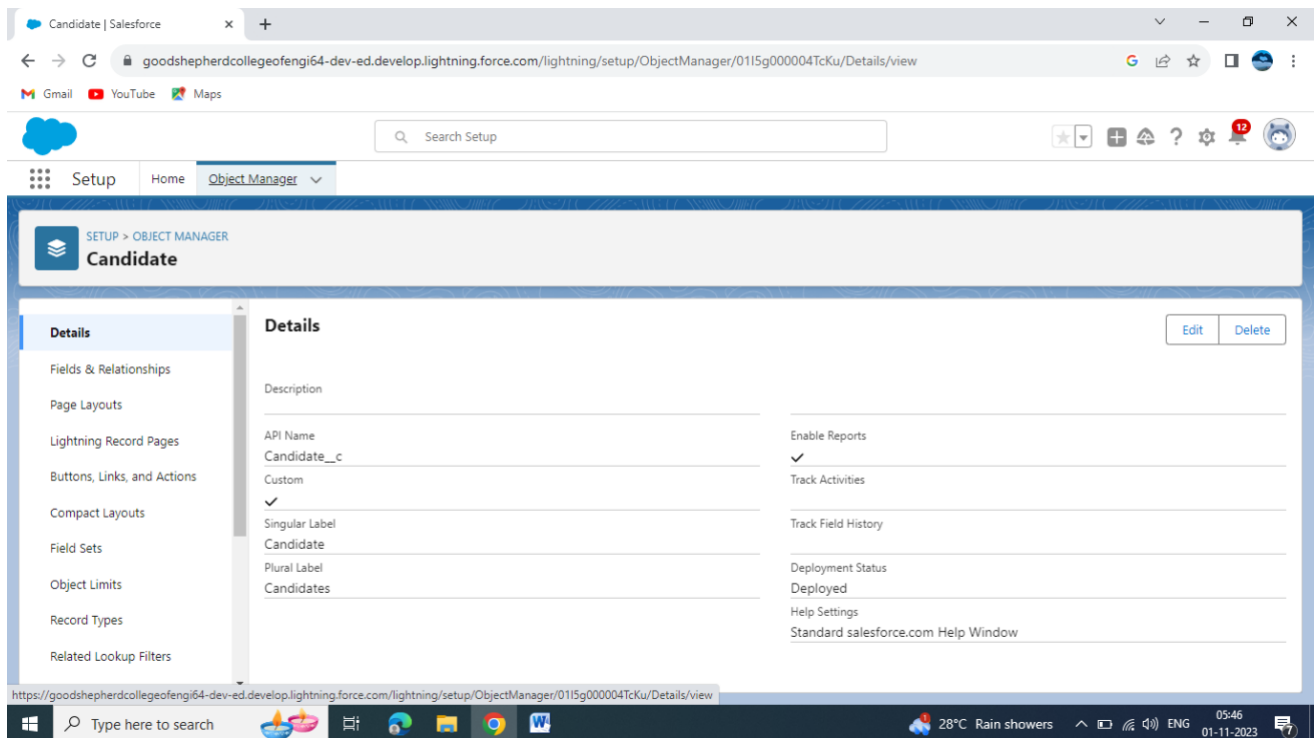 Candidate | Salesforce
goodshepherdcollegeofengi64-dev-ed.develop.lightning.force.com/lightning/setup/ObjectManager/01I5g000004TcKu/Details/view
Gmail YouTube Maps
Search Setup
12
Setup Home Object Manager
SETUP > OBJECT MANAGER
Candidate
Details
Fields & Relationships
Page Layouts
Lightning Record Pages
Buttons, Links, and Actions
Compact Layouts
Field Sets
Object Limits
Record Types
Related Lookup Filters
Details
Edit Delete
Description
API Name
Candidate__c
Custom
Singular Label
Candidate
Plural Label
Candidates
Enable Reports
Track Activities
Track Field History
Deployment Status
Deployed
Help Settings
Standard salesforce.com Help Window
https://goodshepherdcollegeofengi64-dev-ed.develop.lightning.force.com/lightning/setup/ObjectManager/01I5g000004TcKu/Details/view
Type here to search
28°C Rain showers
ENG
05:46
01-11-2023
7